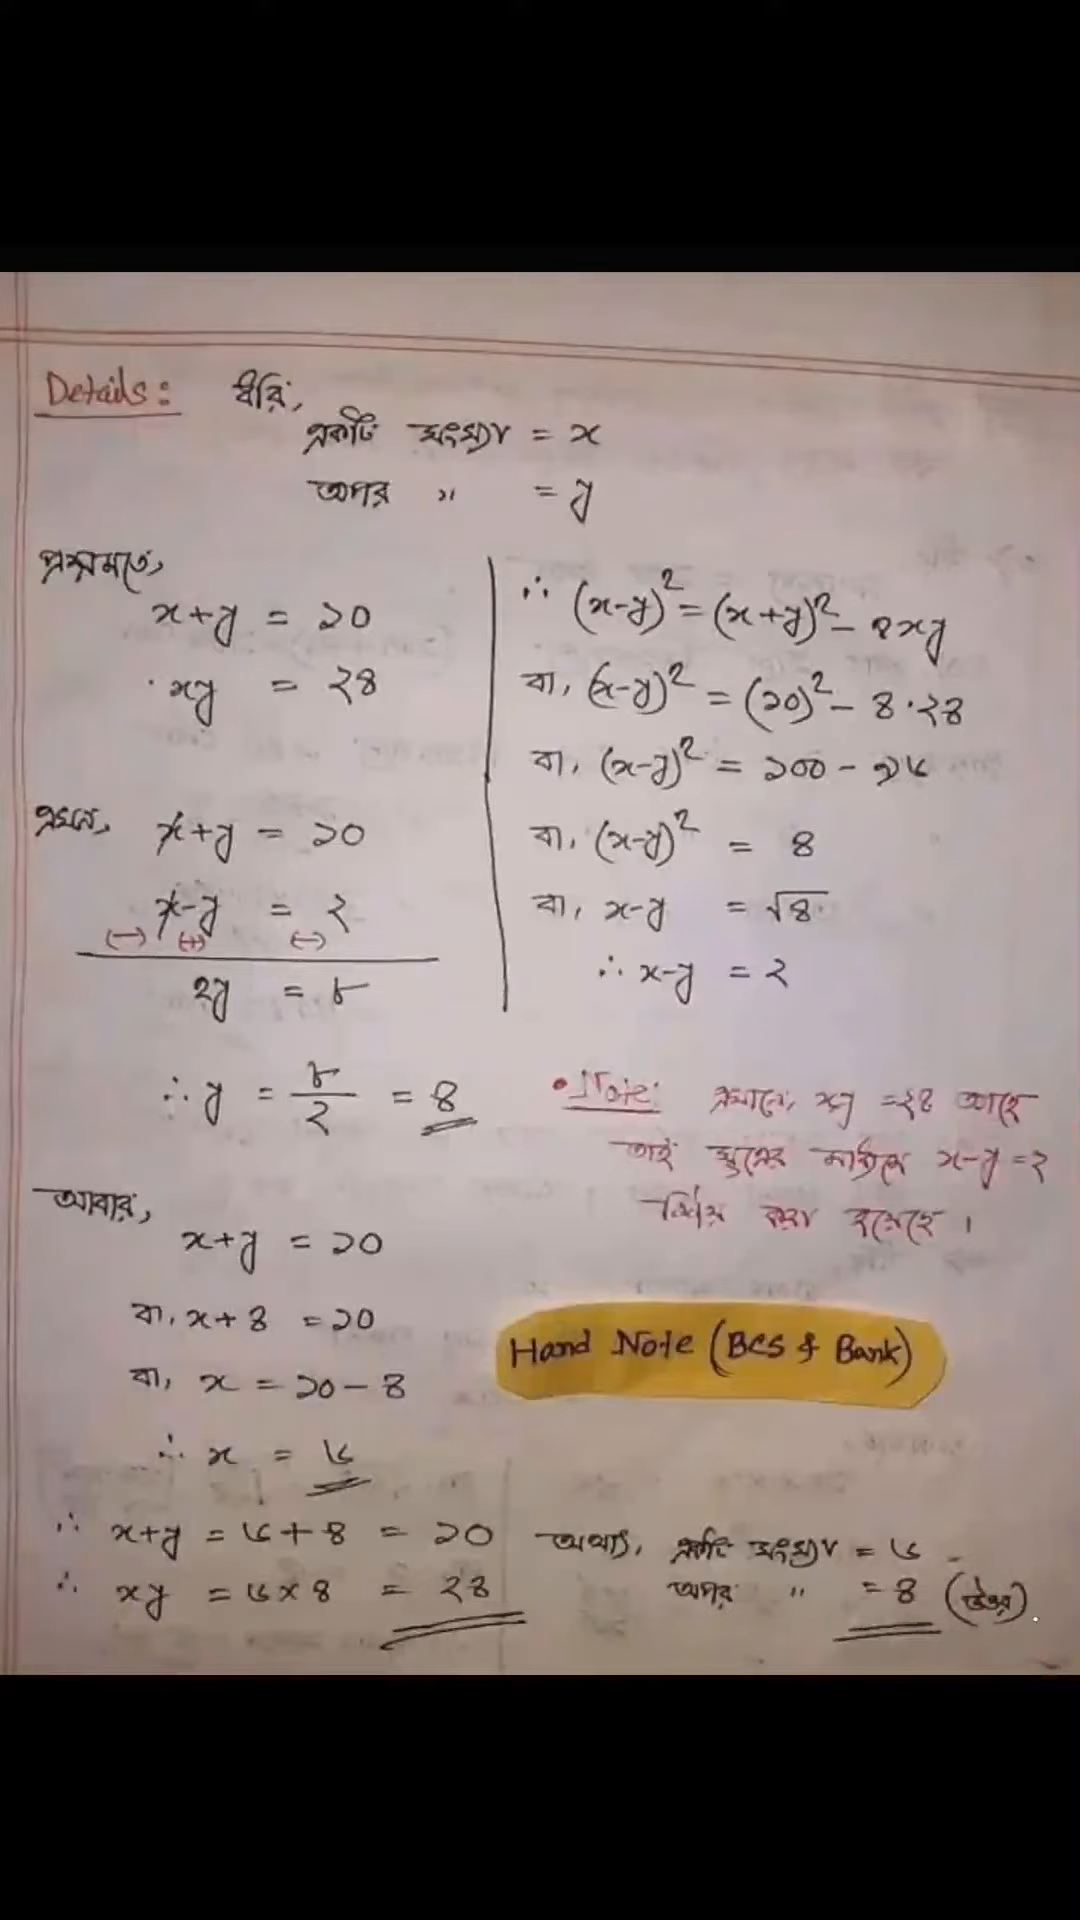 Details: ধরি,
একটি সংখ্যা = x
অপর " = y
প্রশ্নমতে,
x+y = ১০
xy = ২৪
এখন, x+y = ১০
x-y = ২
(-) (+) (-)
2y = ৮
∴ y = ৮/২ = ৪
আবার,
x+y = ১০
বা, x+৪ = ১০
বা, x = ১০-৪
∴ x = ৬
∴ x+y = ৬+৪ = ১০
∴ xy = ৬×৪ = ২৪
∴ (x-y)² = (x+y)² - ৪xy
বা, (x-y)² = (১০)² - ৪·২৪
বা, (x-y)² = ১০০ - ৯৬
বা, (x-y)² = ৪
বা, x-y = √৪
∴ x-y = ২
• Note: এখানে, xy = ২৪ আছে
তাই সূত্রের মাধ্যমে x-y = ২
নির্ণয় করা হয়েছে।
Hand Note (BCS & Bank)
অর্থাৎ, একটি সংখ্যা = ৬
অপর " = ৪ (উত্তর)